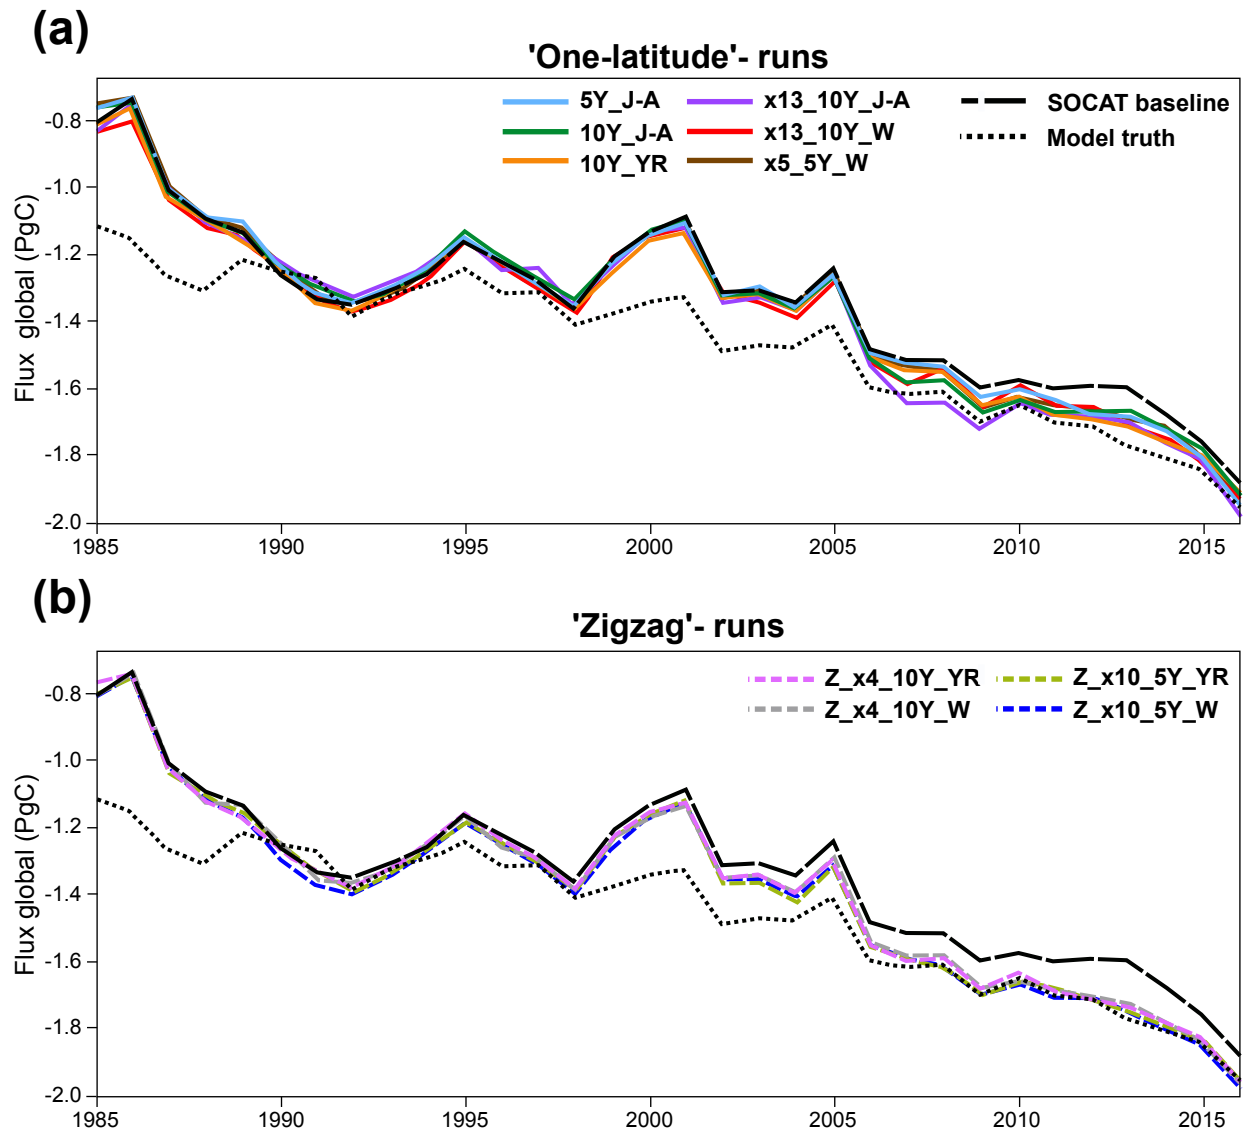 (a)
'One-latitude'- runs
5Y_J-A
x13_10Y_J-A
SOCAT baseline
10Y_J-A
x13_10Y_W
Model truth
10Y_YR
x5_5Y_W
Flux global (PgC)
-0.8
-1.0
-1.2
-1.4
-1.6
-1.8
-2.0
1985 1990 1995 2000 2005 2010 2015
(b)
'Zigzag'- runs
Z_x4_10Y_YR
Z_x10_5Y_YR
Z_x4_10Y_W
Z_x10_5Y_W
Flux global (PgC)
-0.8
-1.0
-1.2
-1.4
-1.6
-1.8
-2.0
1985 1990 1995 2000 2005 2010 2015